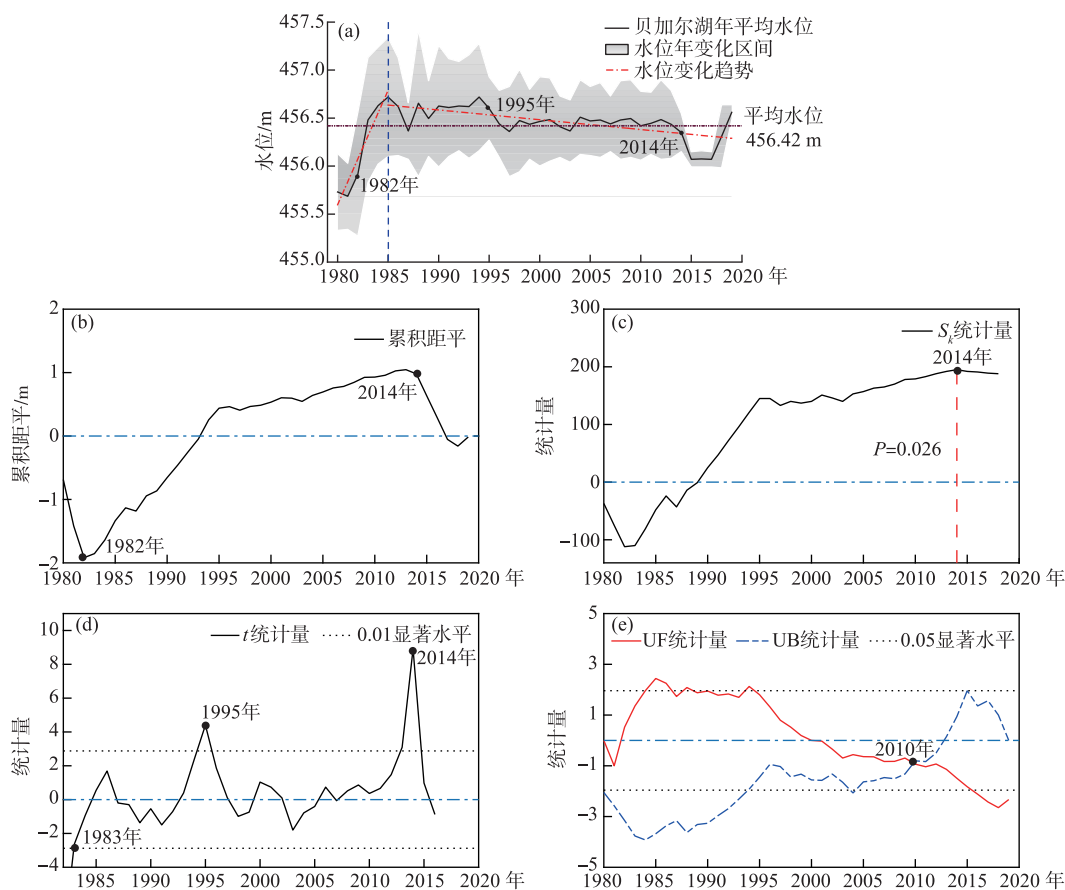 (a)
贝加尔湖年平均水位
水位年变化区间
水位变化趋势
457.5
457.0
456.5
456.0
455.5
455.0
水位/m
1982年
1995年
2014年
平均水位
456.42 m
1980 1985 1990 1995 2000 2005 2010 2015 2020 年
(b)
累积距平
2
1
0
−1
−2
累积距平/m
1982年
2014年
1980 1985 1990 1995 2000 2005 2010 2015 2020 年
(c)
Sk统计量
2014年
300
200
100
0
−100
统计量
P=0.026
1980 1985 1990 1995 2000 2005 2010 2015 2020 年
(d)
t统计量
0.01显著水平
10
8
6
4
2
0
−2
−4
统计量
1983年
1995年
2014年
1985 1990 1995 2000 2005 2010 2015 2020 年
(e)
UF统计量
UB统计量
0.05显著水平
5
3
1
−1
−3
−5
统计量
2010年
1980 1985 1990 1995 2000 2005 2010 2015 2020 年